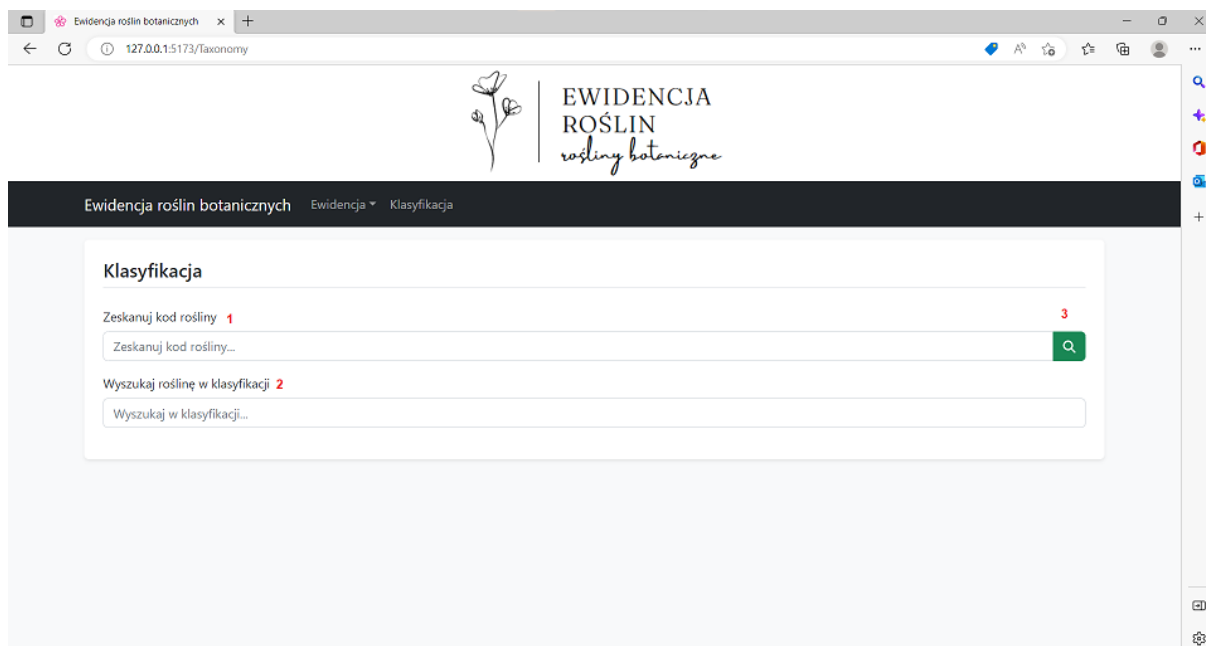 Ewidencja roślin botanicznych
127.0.0.1:5173/Taxonomy
EWIDENCJA
ROŚLIN
rośliny botaniczne
Ewidencja roślin botanicznych Ewidencja Klasyfikacja
Klasyfikacja
Zeskanuj kod rośliny 1 3
Zeskanuj kod rośliny...
Wyszukaj roślinę w klasyfikacji 2
Wyszukaj w klasyfikacji...